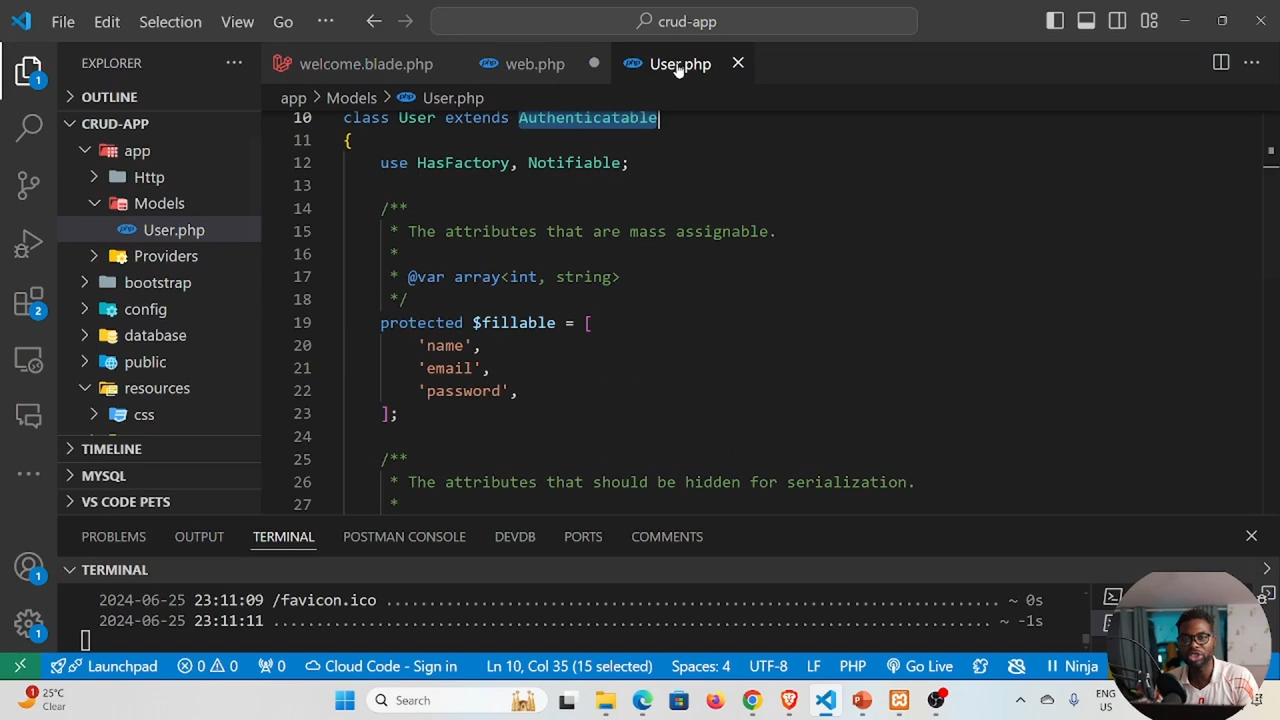 File Edit Selection View Go ··· crud-app
EXPLORER ···
welcome.blade.php
web.php
User.php
OUTLINE
app > Models > User.php
CRUD-APP
app
Http
Models
User.php
Providers
bootstrap
config
database
public
resources
css
TIMELINE
MYSQL
VS CODE PETS
10 class User extends Authenticatable
11 {
12 use HasFactory, Notifiable;
13
14 /**
15 * The attributes that are mass assignable.
16 *
17 * @var array<int, string>
18 */
19 protected $fillable = [
20 'name',
21 'email',
22 'password',
23 ];
24
25 /**
26 * The attributes that should be hidden for serialization.
27 *
PROBLEMS OUTPUT TERMINAL POSTMAN CONSOLE DEVDB PORTS COMMENTS
TERMINAL
2024-06-25 23:11:09 /favicon.ico ................................................................ ~ 0s
2024-06-25 23:11:11 ............................................................................ ~ -1s
1
2
1
1
Launchpad 0 0 0 Cloud Code - Sign in Ln 10, Col 35 (15 selected) Spaces: 4 UTF-8 LF PHP Go Live Ninja
1
25°C
Clear
Search
ENG
US